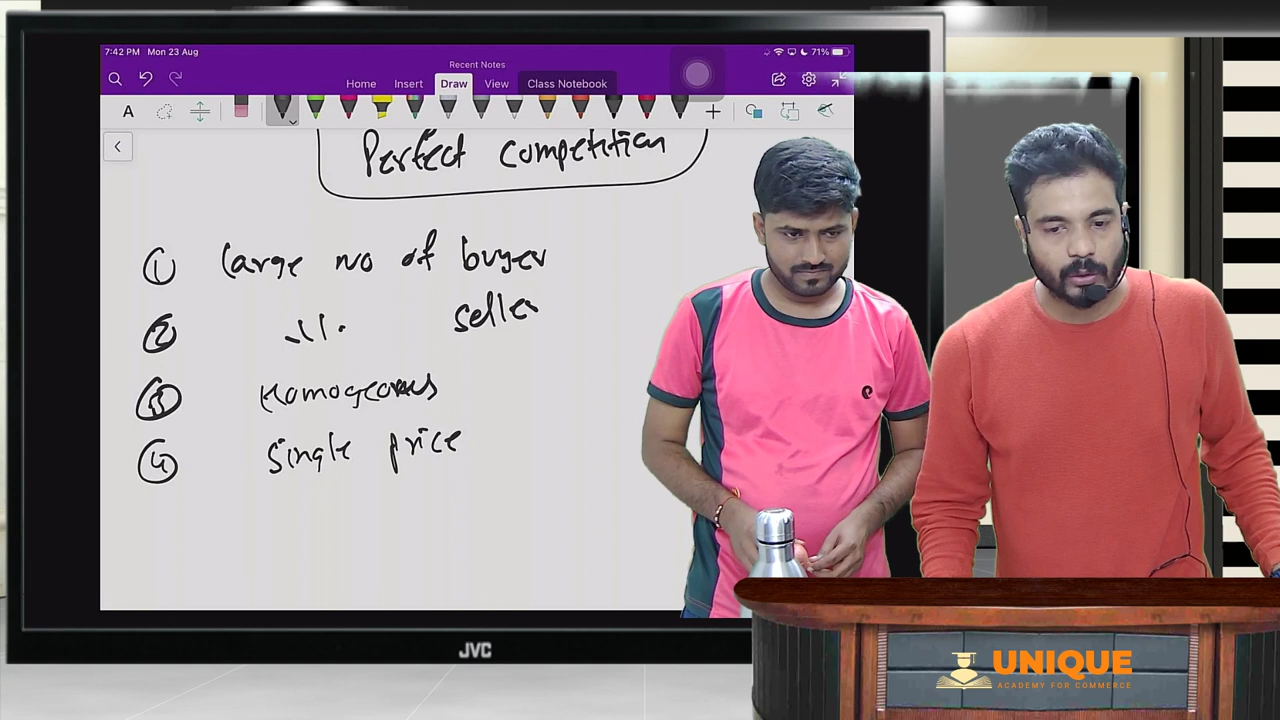 7:42 PM Mon 23 Aug
71%
Recent Notes
Home Insert Draw View Class Notebook
A
Perfect competition
1 Large no of buyer
2 -11- seller
3 Homogeneous
4 Single price
JVC
UNIQUE
ACADEMY FOR COMMERCE